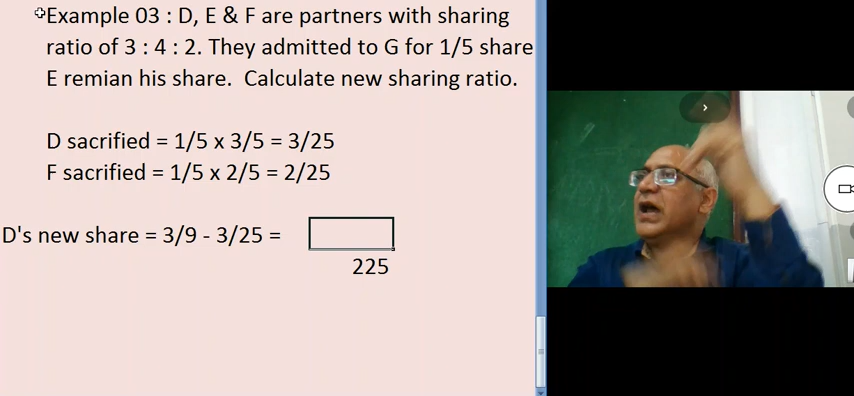 Example 03 : D, E & F are partners with sharing
ratio of 3 : 4 : 2. They admitted to G for 1/5 share
E remian his share.  Calculate new sharing ratio.
D sacrified = 1/5 x 3/5 = 3/25
F sacrified = 1/5 x 2/5 = 2/25
D's new share = 3/9 - 3/25 =
225